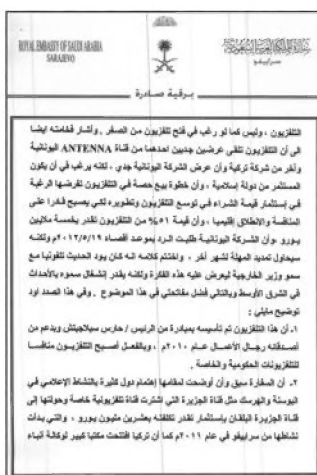 ROYAL EMBASSY OF SAUDI ARABIA
SARAJEVO
سراييفو
برقية صادرة
التلفزيون ، وليس كما لو رغب في فتح تلفزيون من الصفر . وأشار فخامته ايضا
الى أن التلفزيون تلقى عرضين جديين احدهما من قناة ANTENNA اليونانية
وآخر من شركة تركية وأن عرض الشركة اليونانية جدي ، لكنه يرغب في أن يكون
المستثمر من دولة إسلامية ، وأن خطوة بيع حصة في التلفزيون تفرضها الرغبة
في إستثمار قيمة الشراء في توسع التلفزيون وتطويره لكي يصبح قادرا على
المنافسة والانطلاق إقليميا ، وأن قيمة ٥١% من التلفزيون تقدر بخمسة ملايين
يورو ،وأن الشركة اليونانية طلبت الرد بموعد أقصاه ٢٠١٢/٥/١٩م ولكنه
سيحاول تمديد المهلة لشهر آخر ، واختتم كلامه انه كان يود الحديث تلفونيا مع
سمو وزير الخارجية ليعرض عليه هذه الفكرة ولكنه يقدر إنشغال سموه بالأحداث
في الشرق الأوسط وبالتالي فضل مفاتحتي في هذا الموضوع . وفي هذا الصدد أود
توضيح مايلي :
١- أن هذا التلفزيون تم تأسيسه بمبادرة من الرئيس / حارس سيلاجيتش وبدعم من
أصدقائه رجال الأعمال عام ٢٠١٠م ، وبالفعل أصبح التلفزيون منافسا
للتلفزيونات الحكومية والخاصة .
٢- أن السفارة سبق وأن أوضحت لمقامها إهتمام دول كثيرة بالنشاط الإعلامي في
البوسنة والهرسك مثل قناة الجزيرة التي اشترت قناة تلفزيونية خاصة وحولتها إلى
قناة الجزيرة البلقان بإستثمار تقدر تكلفته بعشرين مليون يورو ، والتي بدأت
نشاطها من سراييفو في عام ٢٠١١م كما أن تركيا افتتحت مكتبا كبير لوكالة أنباء